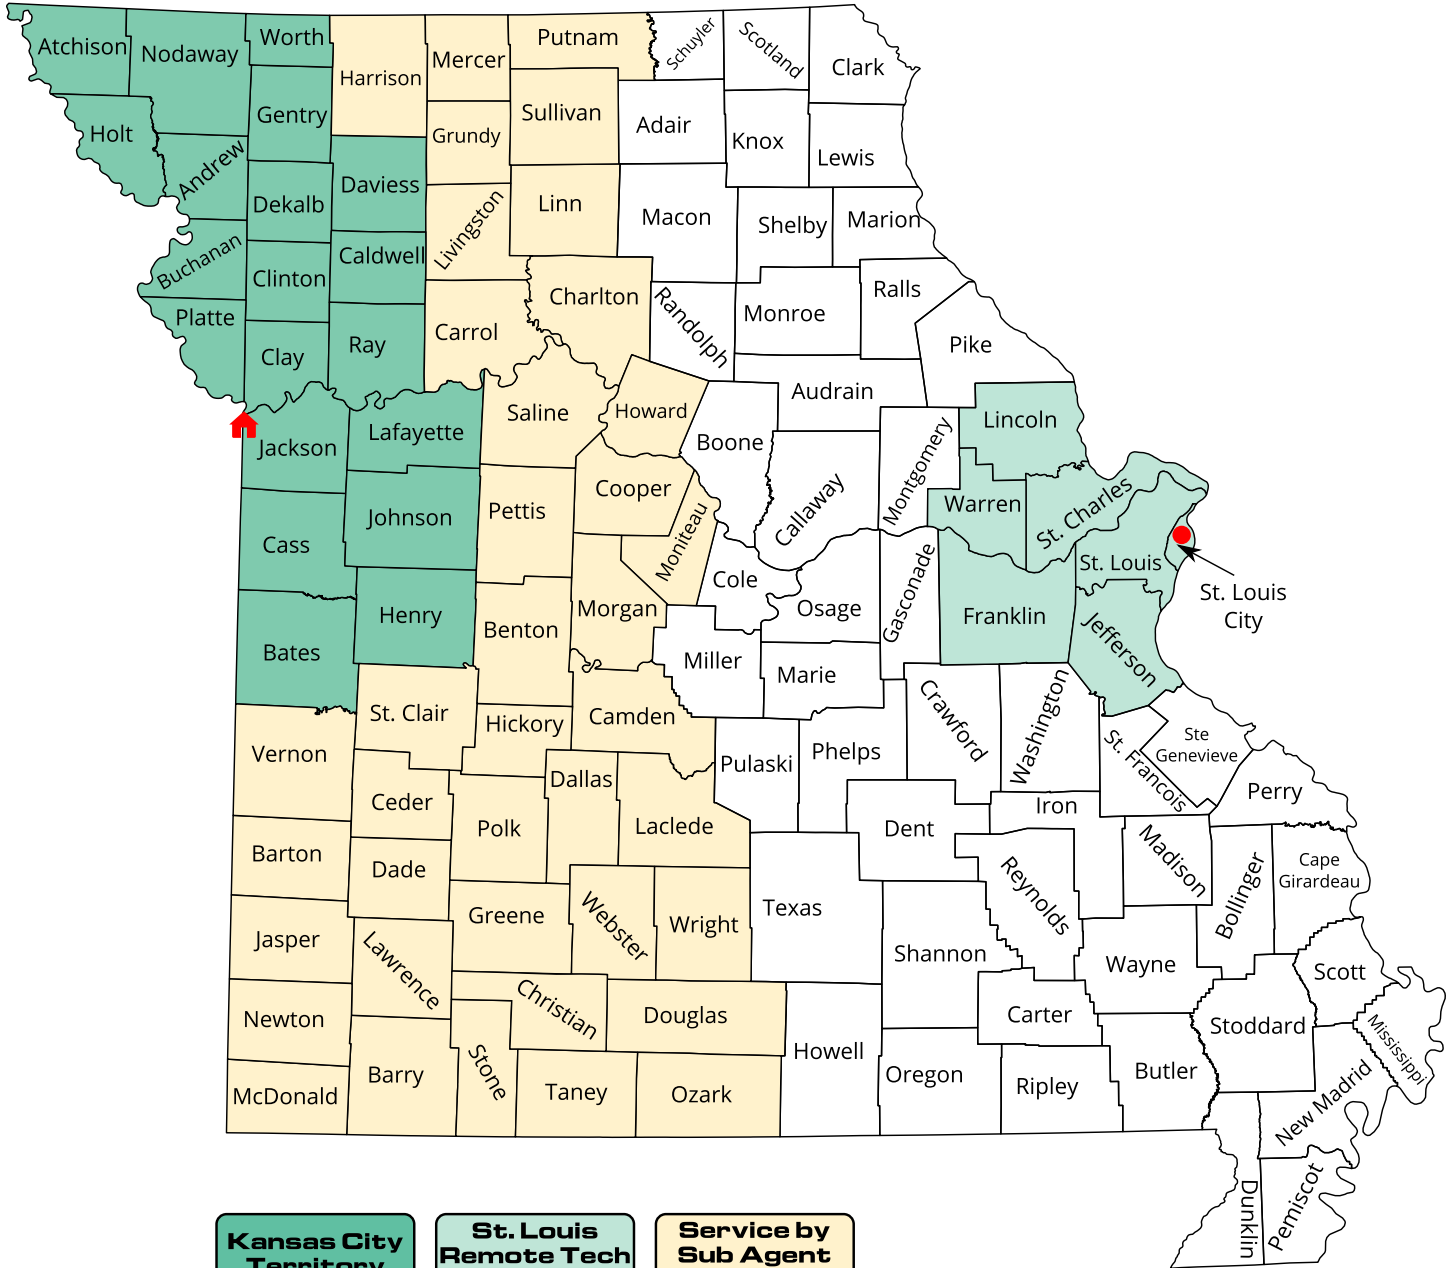 Atchison
Nodaway
Worth
Harrison
Mercer
Putnam
Schuyler
Scotland
Clark
Holt
Gentry
Grundy
Sullivan
Adair
Knox
Lewis
Andrew
Dekalb
Daviess
Livingston
Linn
Macon
Shelby
Marion
Buchanan
Clinton
Caldwell
Charlton
Randolph
Monroe
Ralls
Platte
Clay
Ray
Carrol
Pike
Audrain
Jackson
Lafayette
Saline
Howard
Boone
Callaway
Montgomery
Lincoln
Cass
Johnson
Pettis
Cooper
Moniteau
Warren
St. Charles
St. Louis
St. Louis
City
Bates
Henry
Benton
Morgan
Cole
Osage
Gasconade
Franklin
Jefferson
Miller
Marie
Vernon
St. Clair
Hickory
Camden
Pulaski
Phelps
Crawford
Washington
St. Francois
Ste
Genevieve
Perry
Barton
Ceder
Polk
Dallas
Laclede
Dent
Iron
Madison
Bollinger
Cape
Girardeau
Dade
Jasper
Lawrence
Greene
Webster
Wright
Texas
Reynolds
Shannon
Wayne
Scott
Mississippi
Newton
Christian
Douglas
Howell
Carter
Stoddard
McDonald
Barry
Stone
Taney
Ozark
Oregon
Ripley
Butler
New Madrid
Dunklin
Pemiscot
Kansas City
Territory
St. Louis
Remote Tech
Service by
Sub Agent